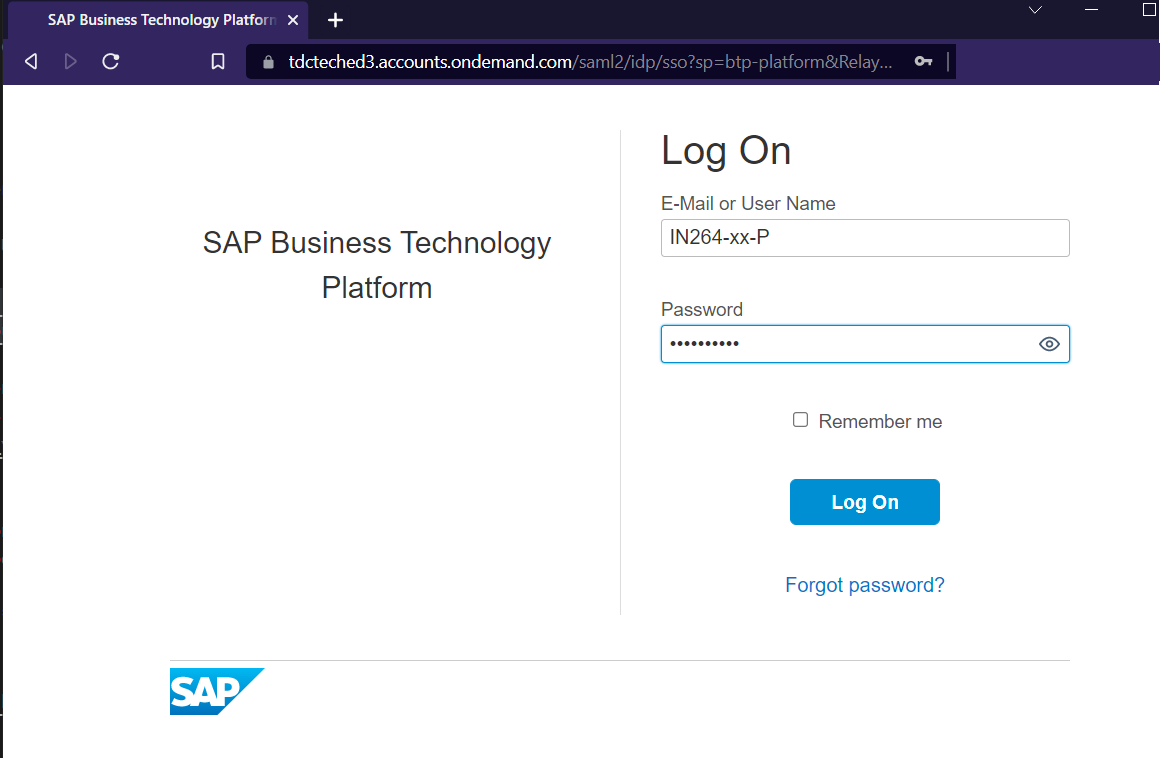 SAP Business Technology Platform
tdcteched3.accounts.ondemand.com/saml2/idp/sso?sp=btp-platform&Relay...
SAP Business Technology
Platform
Log On
E-Mail or User Name
IN264-xx-P
Password
••••••••••
Remember me
Log On
Forgot password?
SAP